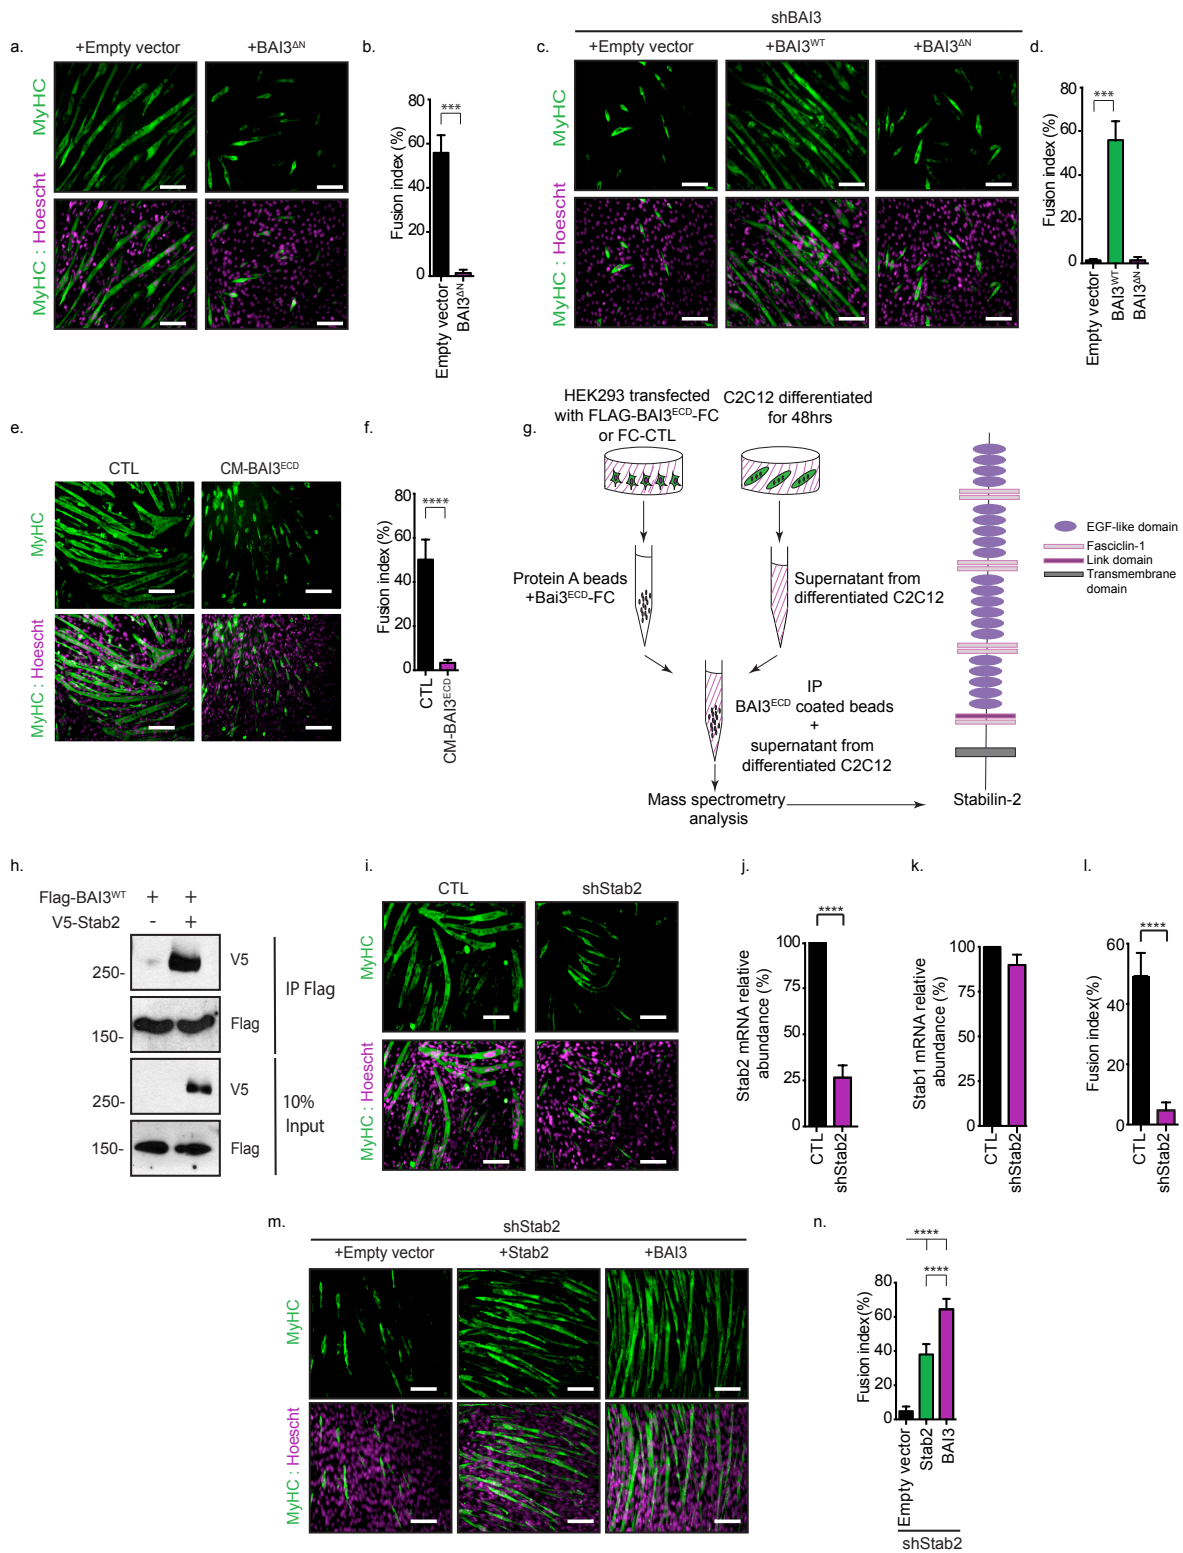 a.
+Empty vector
+BAI3ΔN
MyHC
MyHC : Hoescht
b.
***
Fusion index (%)
80
60
40
20
0
Empty vector
BAI3ΔN
c.
shBAI3
+Empty vector
+BAI3WT
+BAI3ΔN
MyHC
MyHC : Hoescht
d.
***
Fusion index (%)
80
60
40
20
0
Empty vector
BAI3WT
BAI3ΔN
e.
CTL
CM-BAI3ECD
MyHC
MyHC : Hoescht
f.
****
Fusion index (%)
80
60
40
20
0
CTL
CM-BAI3ECD
g.
HEK293 transfected
with FLAG-BAI3ECD-FC
or FC-CTL
C2C12 differentiated
for 48hrs
Protein A beads
+Bai3ECD-FC
Supernatant from
differentiated C2C12
IP
BAI3ECD coated beads
+
supernatant from
differentiated C2C12
Mass spectrometry
analysis
Stabilin-2
EGF-like domain
Fasciclin-1
Link domain
Transmembrane
domain
h.
Flag-BAI3WT + +
V5-Stab2 - +
250-
V5
150-
Flag
IP Flag
250-
V5
150-
Flag
10%
Input
i.
CTL
shStab2
MyHC
MyHC : Hoescht
j.
****
Stab2 mRNA relative
abundance (%)
100
75
50
25
0
CTL
shStab2
k.
Stab1 mRNA relative
abundance (%)
100
75
50
25
0
CTL
shStab2
l.
****
Fusion index(%)
60
40
20
0
CTL
shStab2
m.
shStab2
+Empty vector
+Stab2
+BAI3
MyHC
MyHC : Hoescht
n.
****
****
Fusion index(%)
80
60
40
20
0
Empty vector
Stab2
BAI3
shStab2